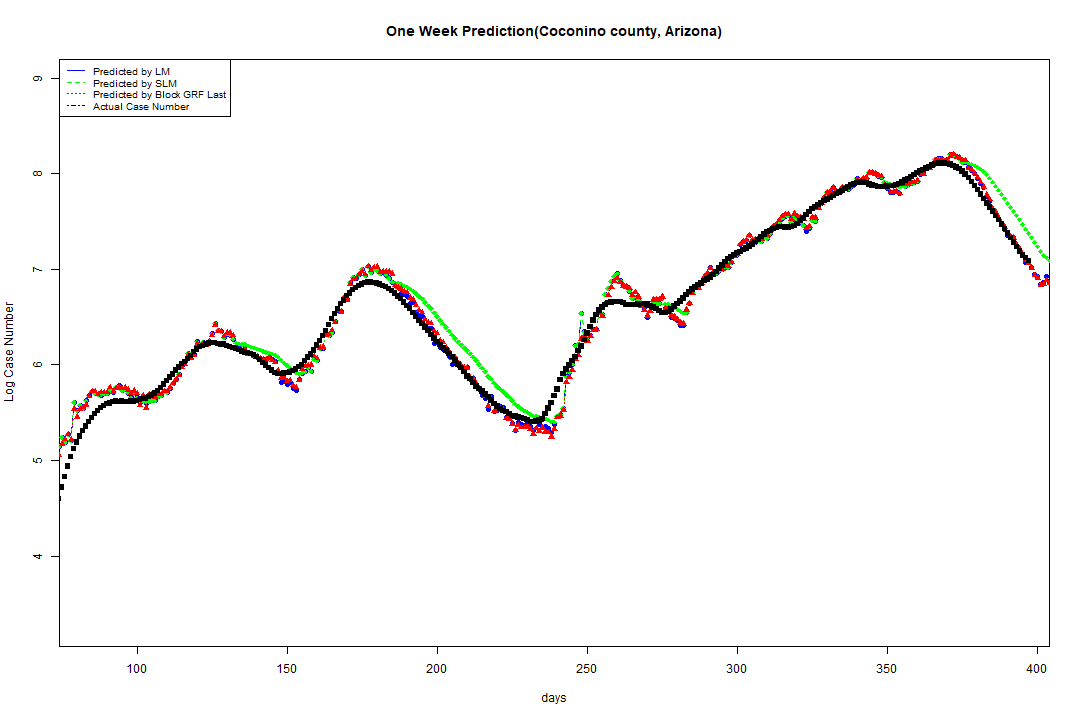 One Week Prediction(Coconino county, Arizona)
Predicted by LM
Predicted by SLM
Predicted by Block GRF Last
Actual Case Number
9
8
7
6
5
4
Log Case Number
100 150 200 250 300 350 400
days